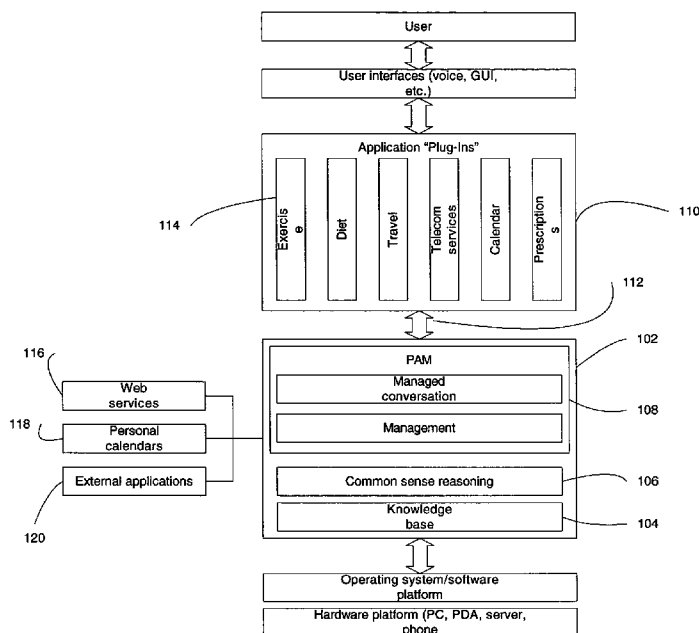 User
User interfaces (voice, GUI,
etc.)
Application "Plug-Ins"
114
Exercis
e
Diet
Travel
Telecom
services
Calendar
Prescription
s
110
112
102
PAM
Managed
conversation
108
Management
116
Web
services
118
Personal
calendars
External applications
120
Common sense reasoning
106
Knowledge
base
104
Operating system/software
platform
Hardware platform (PC, PDA, server,
phone